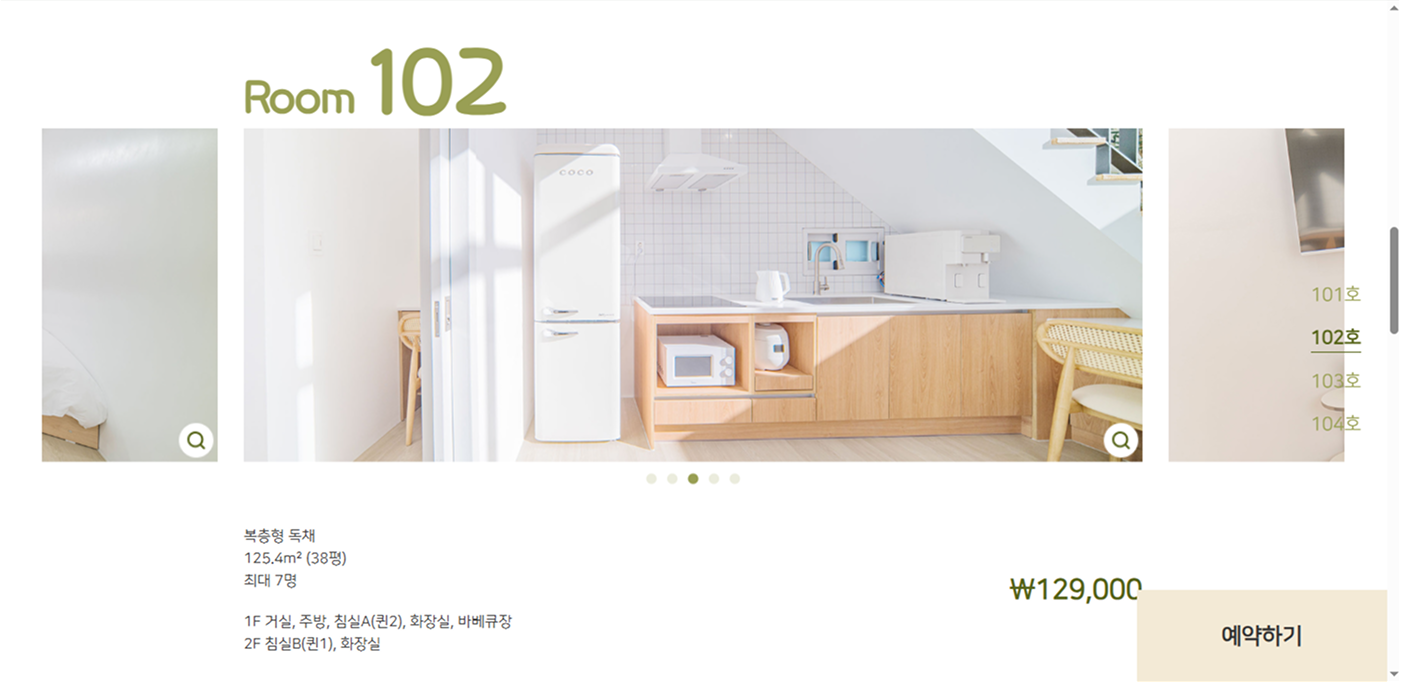 Room 102
COCO
101호
102호
103호
104호
복층형 독채
125.4m² (38평)
최대 7명
₩129,000
1F 거실, 주방, 침실A(퀸2), 화장실, 바베큐장
2F 침실B(퀸1), 화장실
예약하기